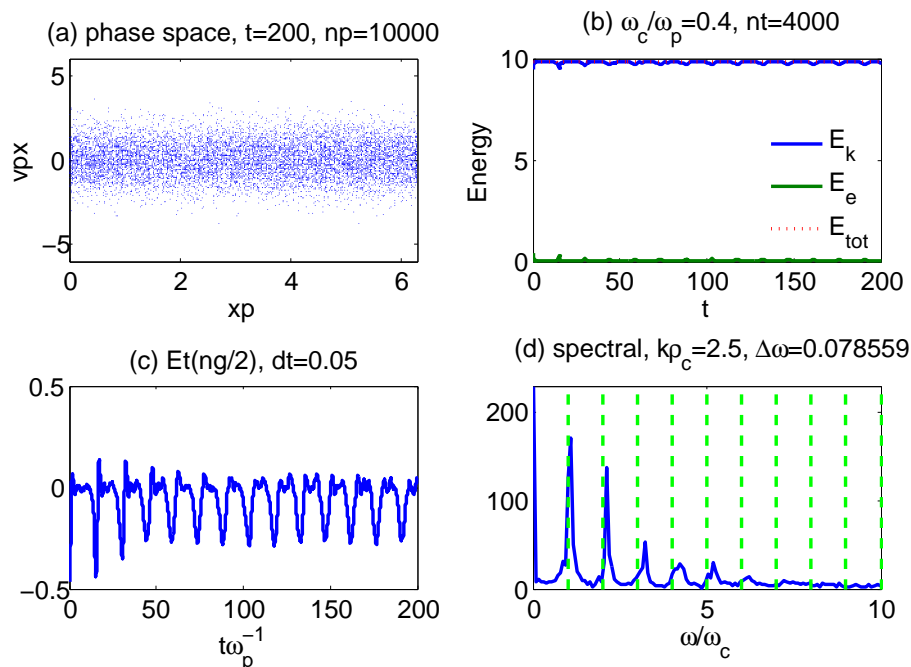 (a) phase space, t=200, np=10000
5
0
−5
vpx
0 2 4 6
xp
(b) ω_c/ω_p=0.4, nt=4000
10
5
0
Energy
E_k
E_e
E_tot
0 50 100 150 200
t
(c) Et(ng/2), dt=0.05
0.5
0
−0.5
0 50 100 150 200
tω_p^−1
(d) spectral, kρ_c=2.5, Δω=0.078559
200
100
0
0 5 10
ω/ω_c